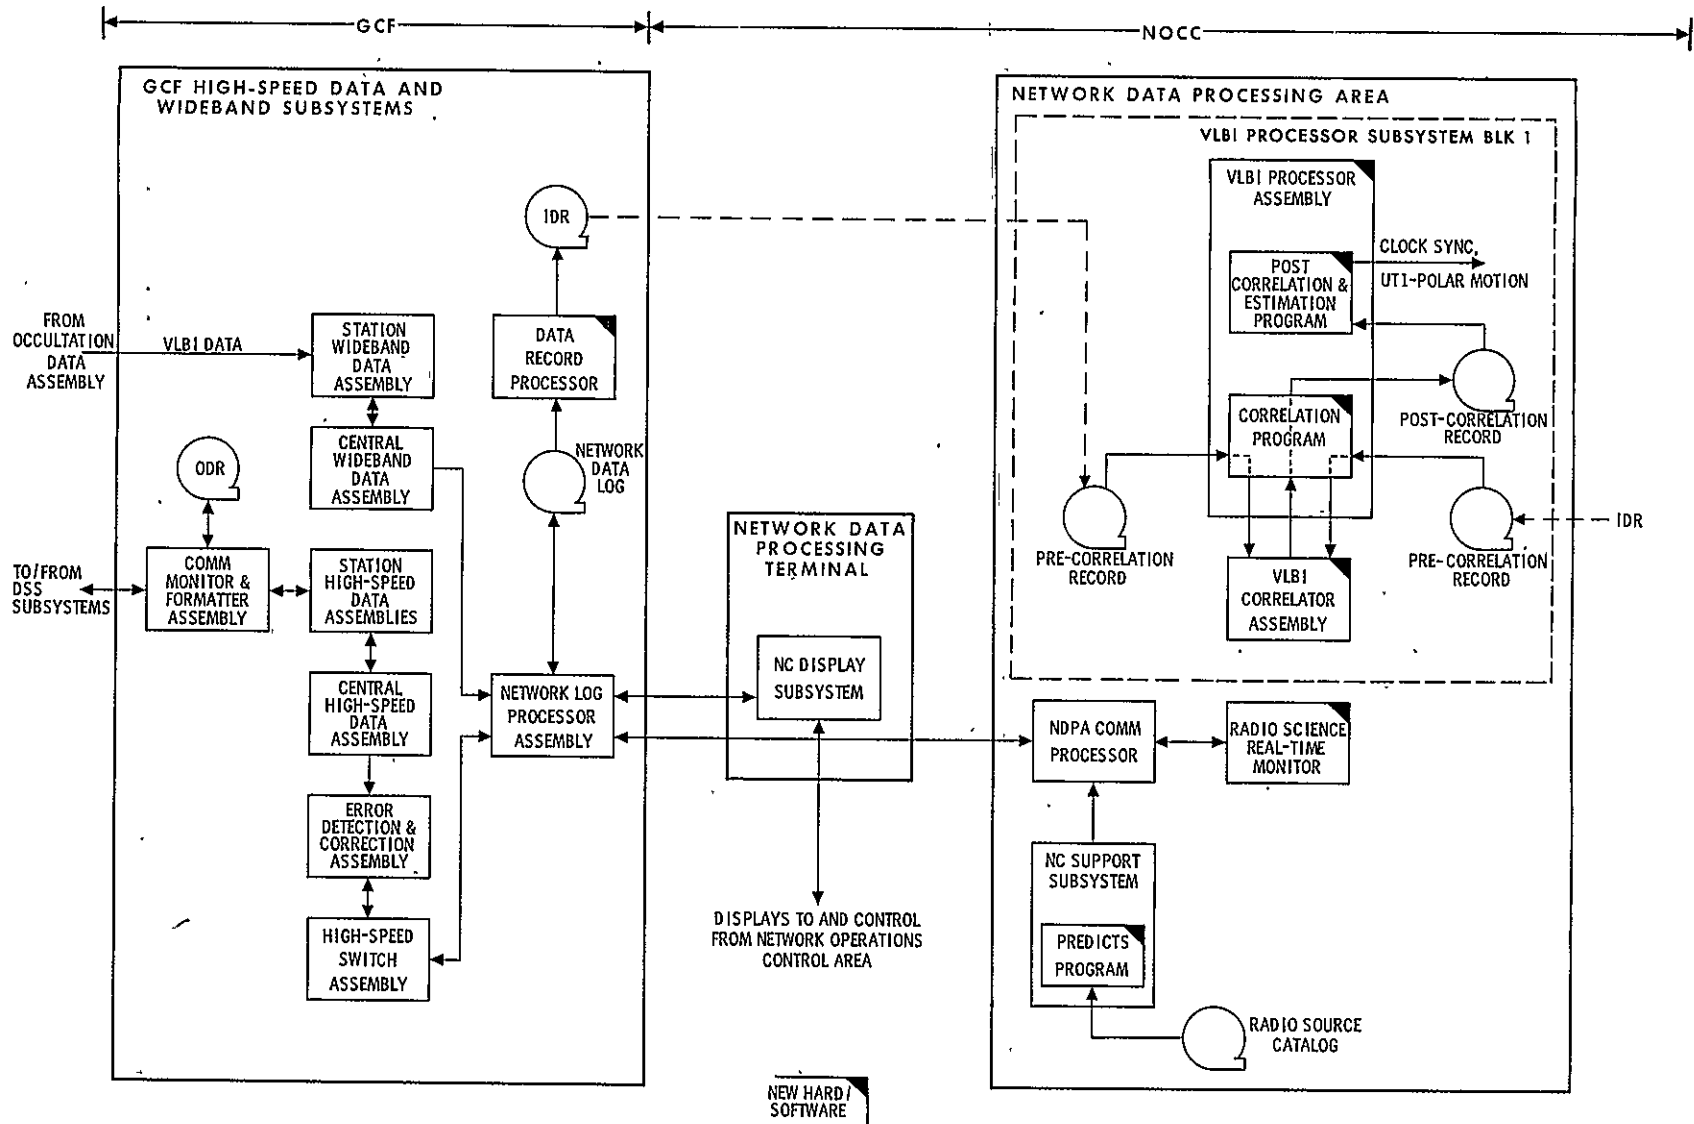 GCF
NOCC
GCF HIGH-SPEED DATA AND
WIDEBAND SUBSYSTEMS
IDR
FROM
OCCULTATION
DATA
ASSEMBLY
VLBI DATA
STATION
WIDEBAND
DATA
ASSEMBLY
DATA
RECORD
PROCESSOR
CENTRAL
WIDEBAND
DATA
ASSEMBLY
NETWORK
DATA
LOG
ODR
TO/FROM
DSS
SUBSYSTEMS
COMM
MONITOR &
FORMATTER
ASSEMBLY
STATION
HIGH-SPEED
DATA
ASSEMBLIES
CENTRAL
HIGH-SPEED
DATA
ASSEMBLY
NETWORK LOG
PROCESSOR
ASSEMBLY
ERROR
DETECTION &
CORRECTION
ASSEMBLY
HIGH-SPEED
SWITCH
ASSEMBLY
NETWORK DATA
PROCESSING
TERMINAL
NC DISPLAY
SUBSYSTEM
DISPLAYS TO AND CONTROL
FROM NETWORK OPERATIONS
CONTROL AREA
NETWORK DATA PROCESSING AREA
VLBI PROCESSOR SUBSYSTEM BLK 1
VLBI PROCESSOR
ASSEMBLY
POST
CORRELATION &
ESTIMATION
PROGRAM
CLOCK SYNC,
UT1-POLAR MOTION
CORRELATION
PROGRAM
POST-CORRELATION
RECORD
PRE-CORRELATION
RECORD
VLBI
CORRELATOR
ASSEMBLY
PRE-CORRELATION
RECORD
IDR
NDPA COMM
PROCESSOR
RADIO SCIENCE
REAL-TIME
MONITOR
NC SUPPORT
SUBSYSTEM
PREDICTS
PROGRAM
RADIO SOURCE
CATALOG
NEW HARD/
SOFTWARE